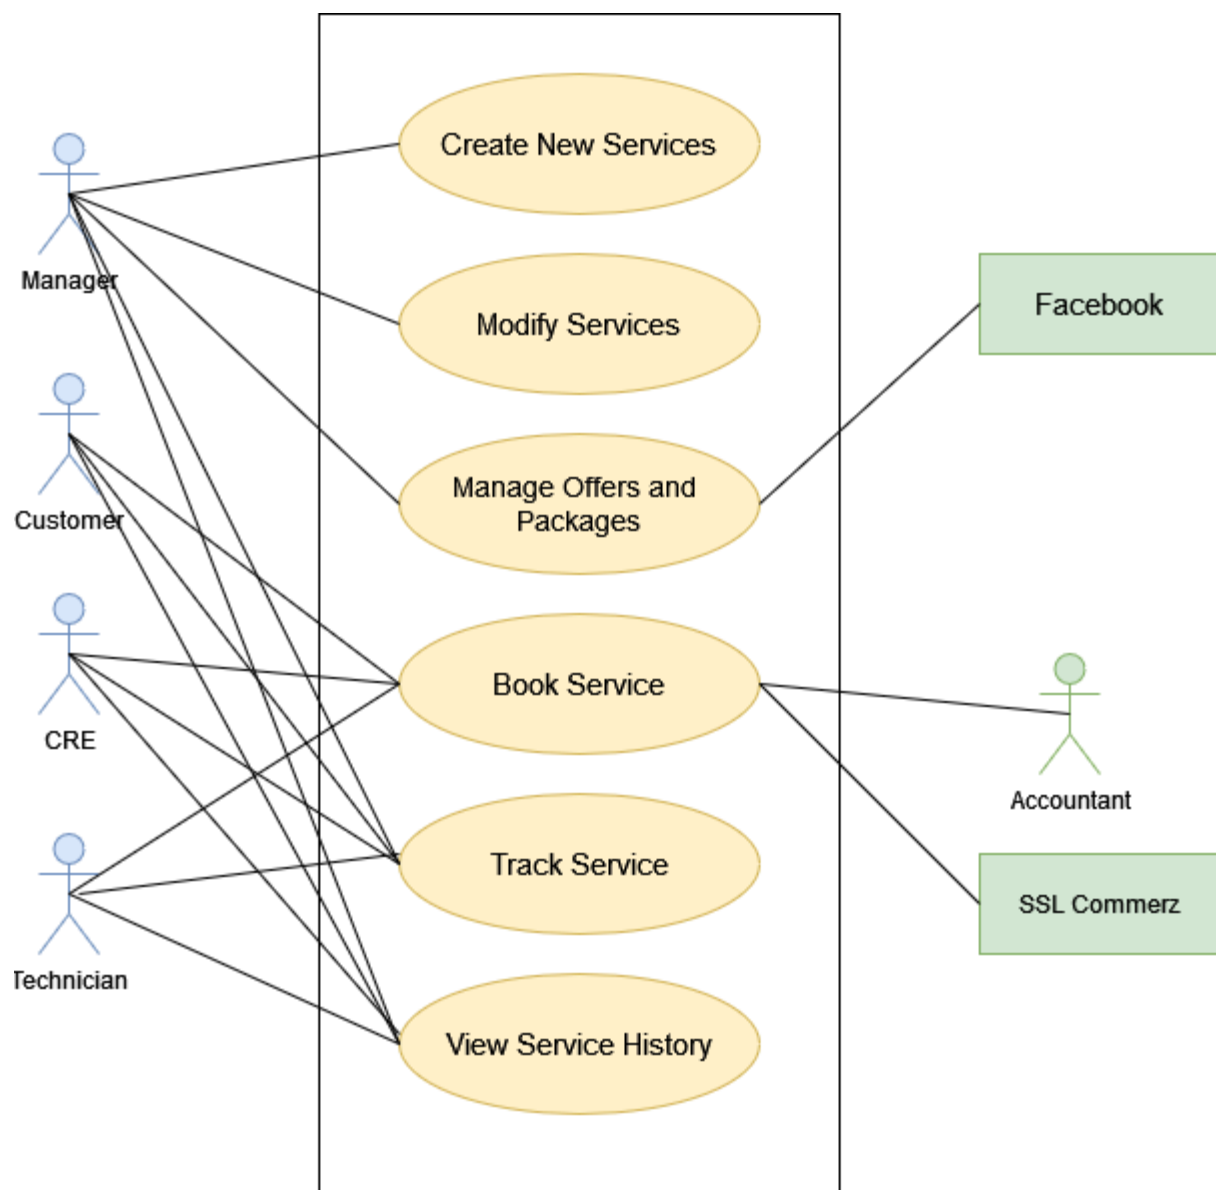 Create New Services
Manager
Modify Services
Facebook
Manage Offers and
Packages
Customer
Book Service
CRE
Accountant
Track Service
SSL Commerz
Technician
View Service History